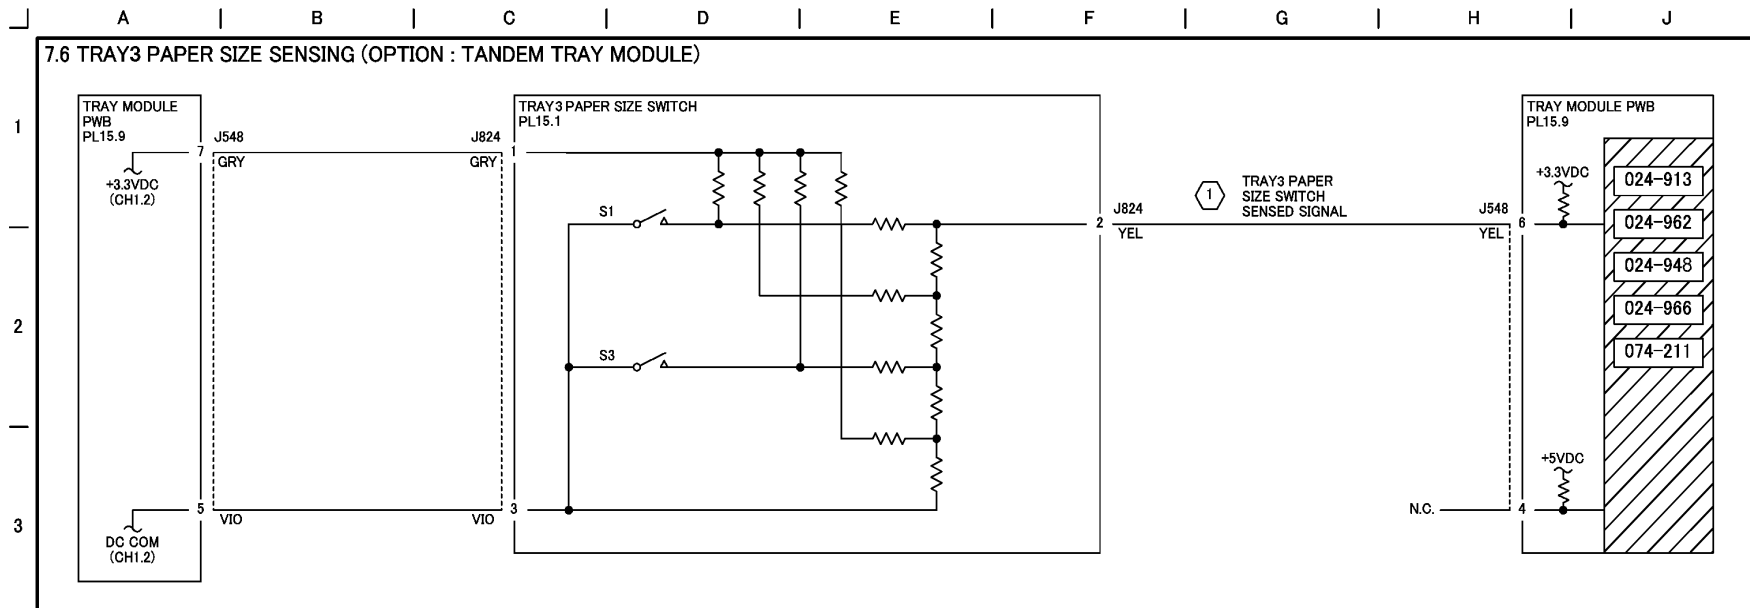 A B C D E F G H J
7.6 TRAY3 PAPER SIZE SENSING (OPTION : TANDEM TRAY MODULE)
1
2
3
TRAY MODULE
PWB
PL15.9
7
J548
GRY
+3.3VDC
(CH1.2)
5
VIO
DC COM
(CH1.2)
J824
GRY
1
VIO
3
TRAY3 PAPER SIZE SWITCH
PL15.1
S1
S3
2
J824
YEL
1
TRAY3 PAPER
SIZE SWITCH
SENSED SIGNAL
J548
YEL
6
N.C.
4
TRAY MODULE PWB
PL15.9
+3.3VDC
+5VDC
024-913
024-962
024-948
024-966
074-211